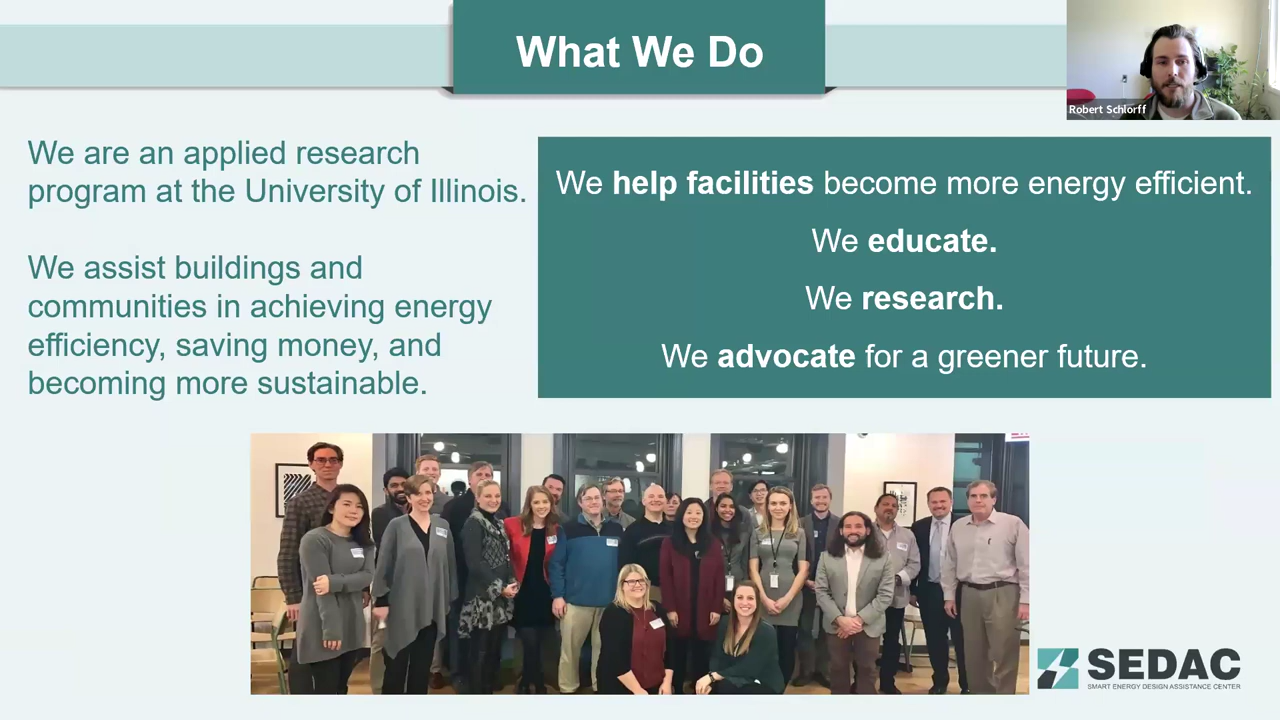 What We Do
Robert Schlorff
We are an applied research
program at the University of Illinois.
We assist buildings and
communities in achieving energy
efficiency, saving money, and
becoming more sustainable.
We help facilities become more energy efficient.
We educate.
We research.
We advocate for a greener future.
SEDAC
SMART ENERGY DESIGN ASSISTANCE CENTER